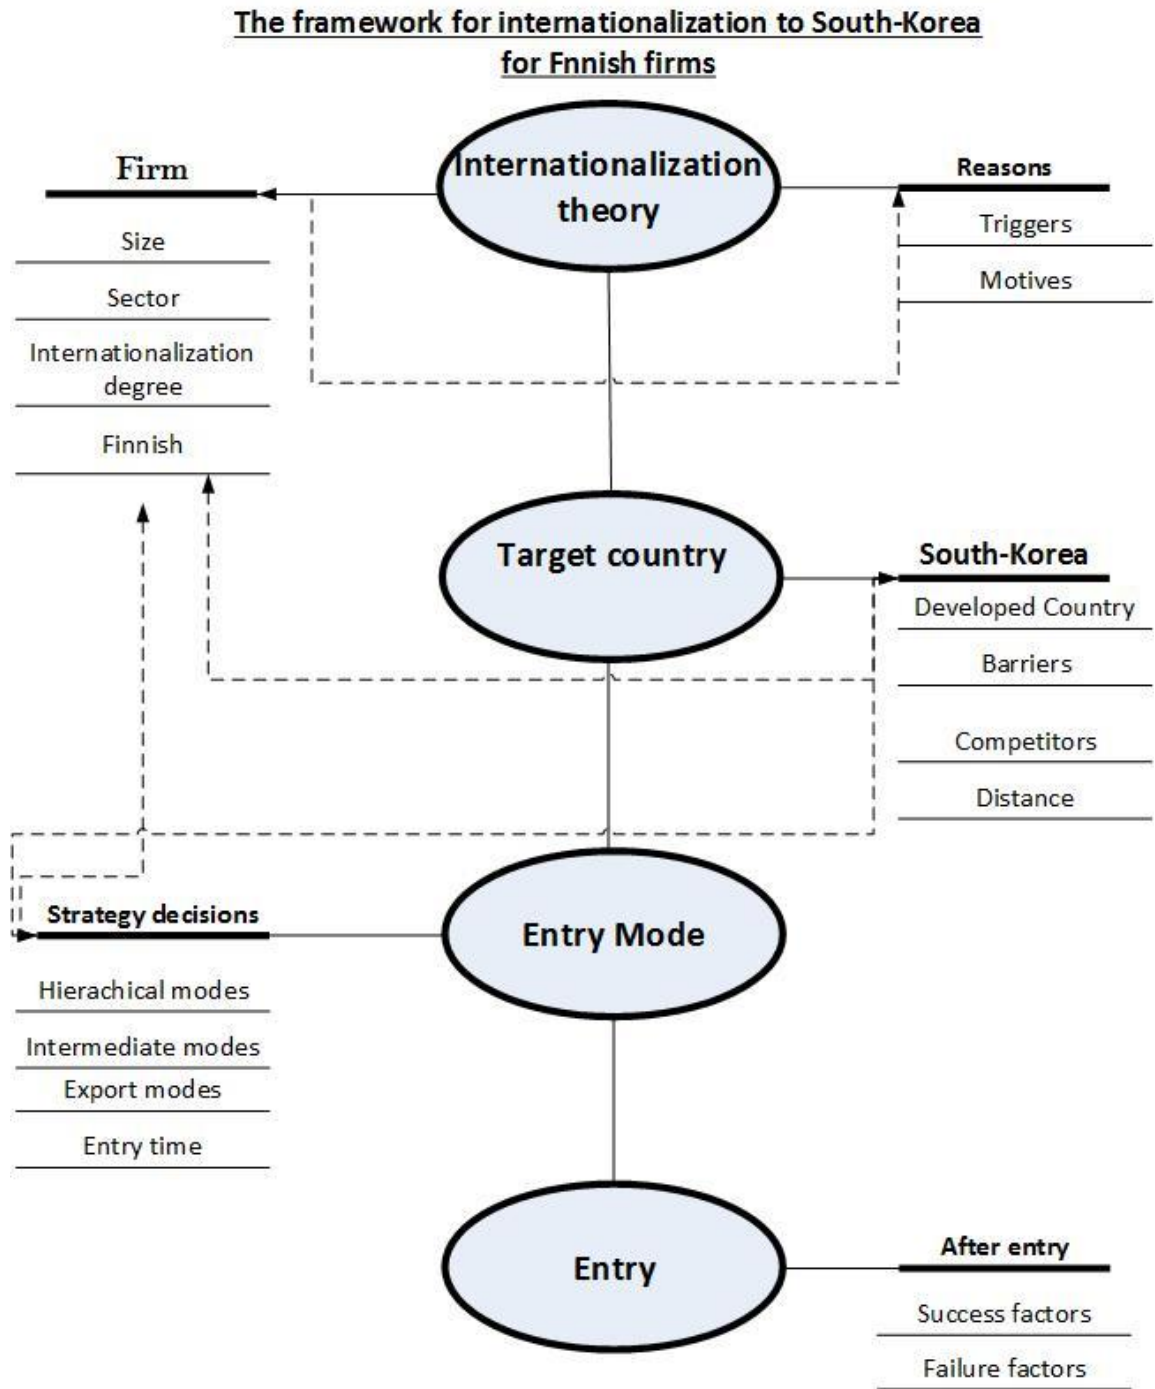 The framework for internationalization to South-Korea
for Fnnish firms
Internationalization
theory
Firm
Size
Sector
Internationalization
degree
Finnish
Reasons
Triggers
Motives
Target country
South-Korea
Developed Country
Barriers
Competitors
Distance
Entry Mode
Strategy decisions
Hierachical modes
Intermediate modes
Export modes
Entry time
Entry
After entry
Success factors
Failure factors